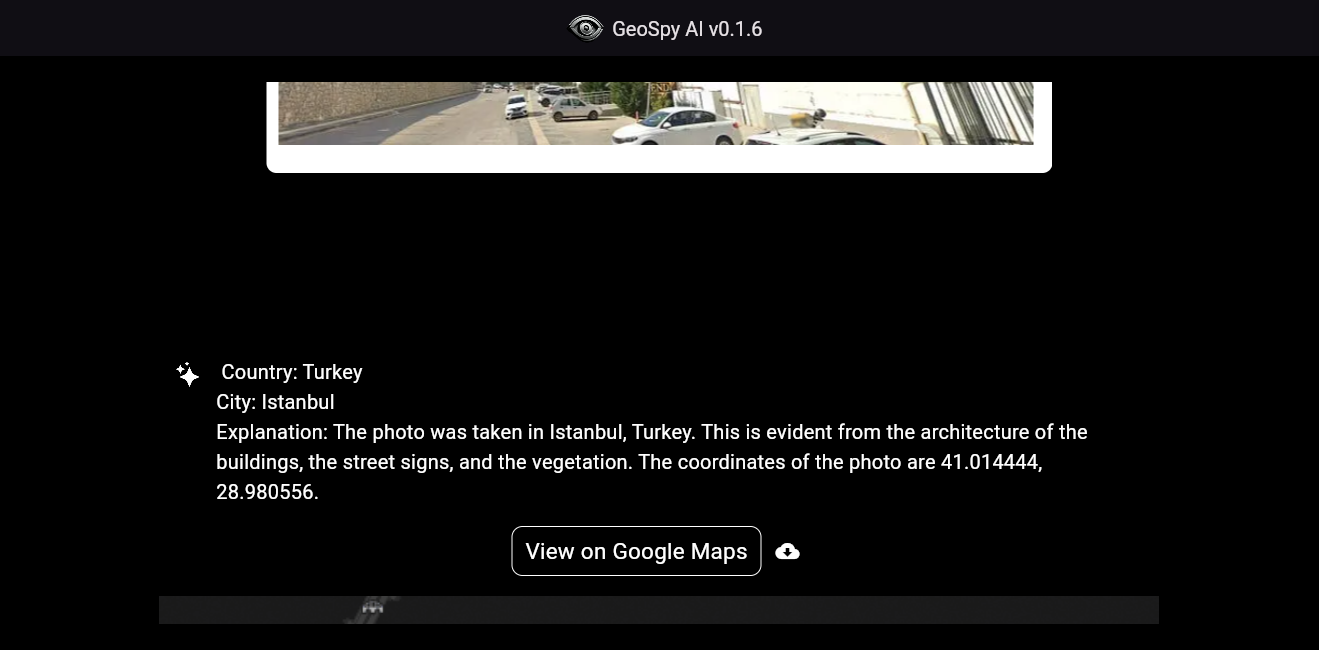 GeoSpy AI v0.1.6
END
Country: Turkey
City: Istanbul
Explanation: The photo was taken in Istanbul, Turkey. This is evident from the architecture of the
buildings, the street signs, and the vegetation. The coordinates of the photo are 41.014444,
28.980556.
View on Google Maps